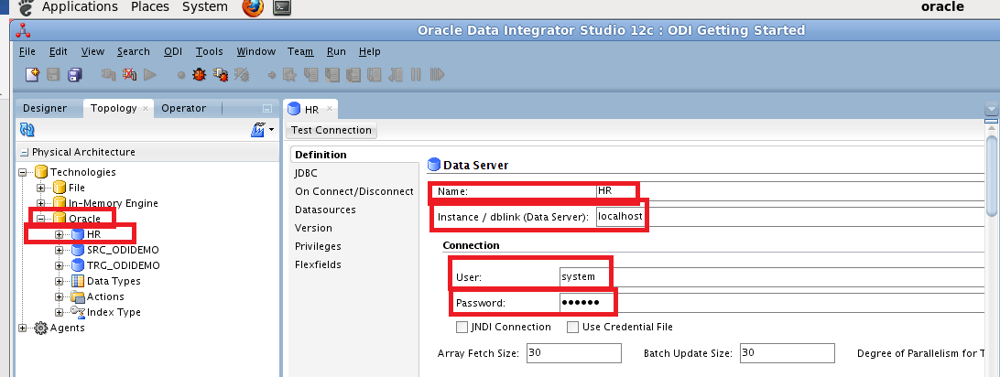 Applications Places System oracle
Oracle Data Integrator Studio 12c : ODI Getting Started
File Edit View Search ODI Tools Window Team Run Help
Designer Topology Operator
HR
Test Connection
Physical Architecture
Technologies
File
In-Memory Engine
Oracle
HR
SRC_ODIDEMO
TRG_ODIDEMO
Data Types
Actions
Index Type
Agents
Definition
JDBC
On Connect/Disconnect
Datasources
Version
Privileges
Flexfields
Data Server
Name: HR
Instance / dblink (Data Server): localhost
Connection
User: system
Password: ●●●●●●
JNDI Connection Use Credential File
Array Fetch Size: 30 Batch Update Size: 30 Degree of Parallelism for T